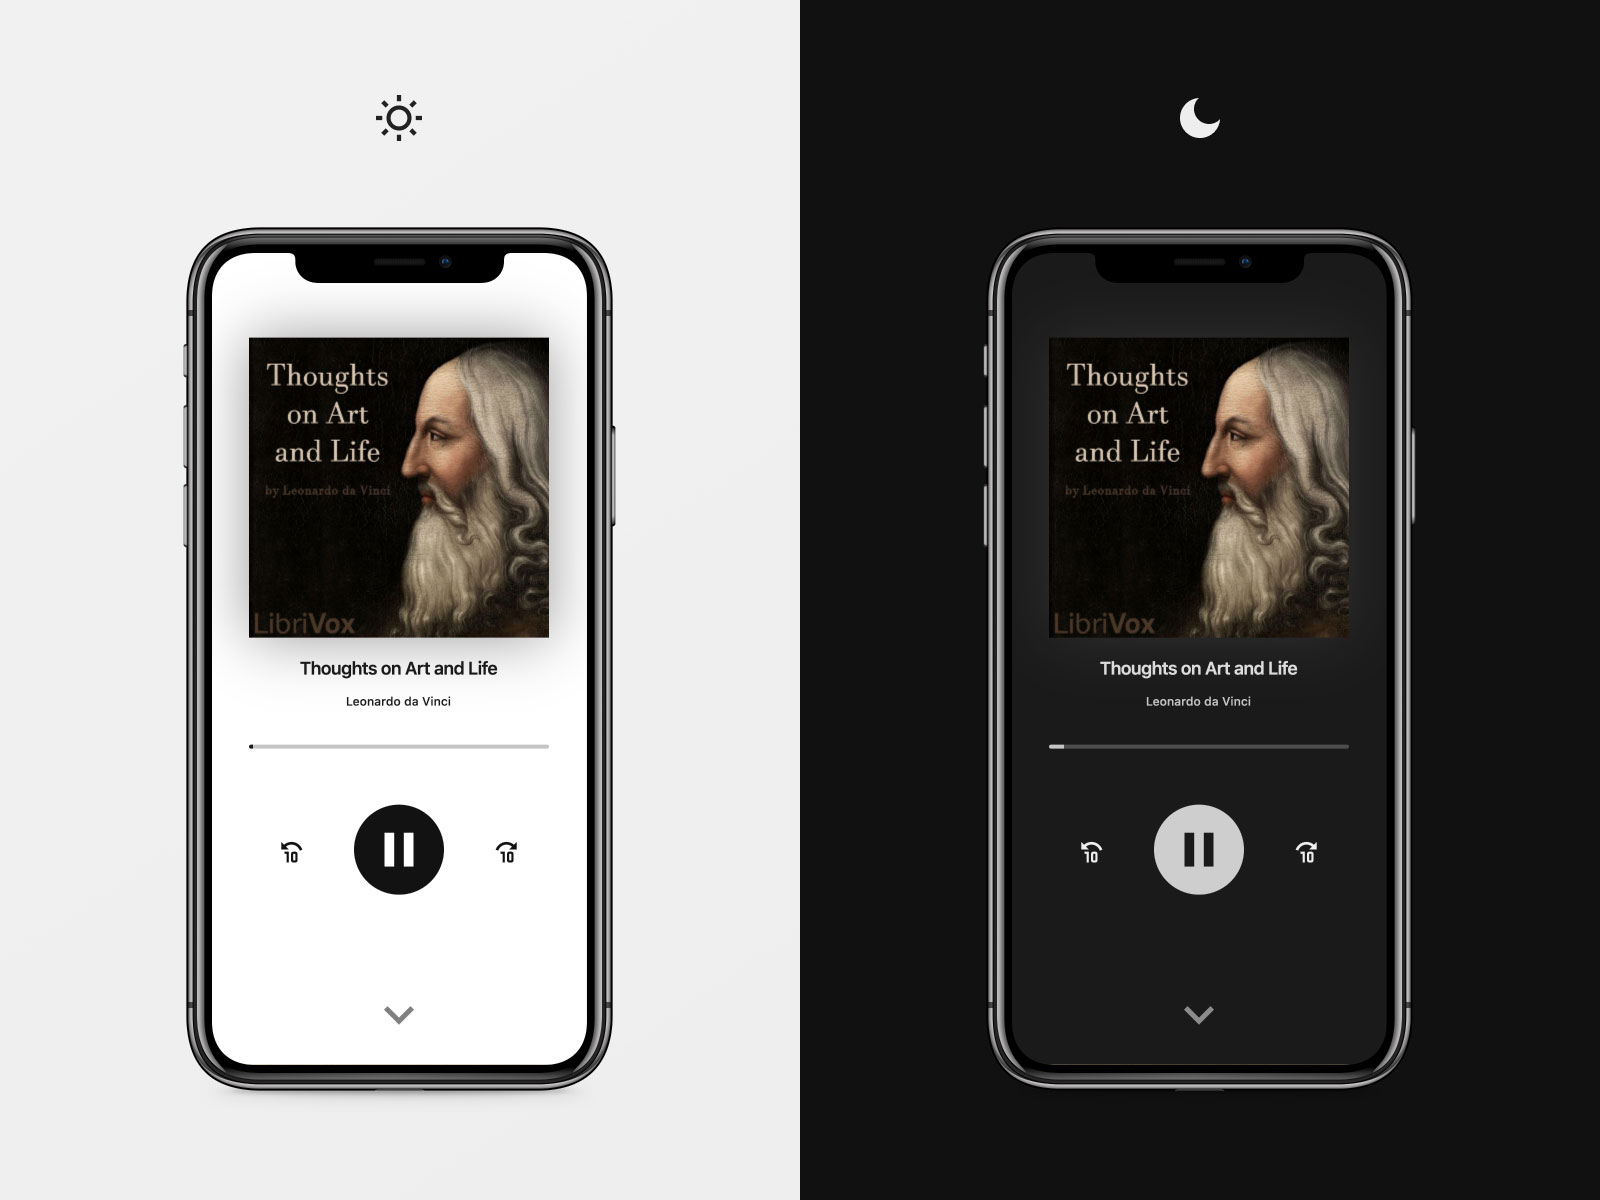 Thoughts
on Art
and Life
by Leonardo da Vinci
LibriVox
Thoughts on Art and Life
Leonardo da Vinci
10
10
Thoughts
on Art
and Life
by Leonardo da Vinci
LibriVox
Thoughts on Art and Life
Leonardo da Vinci
10
10